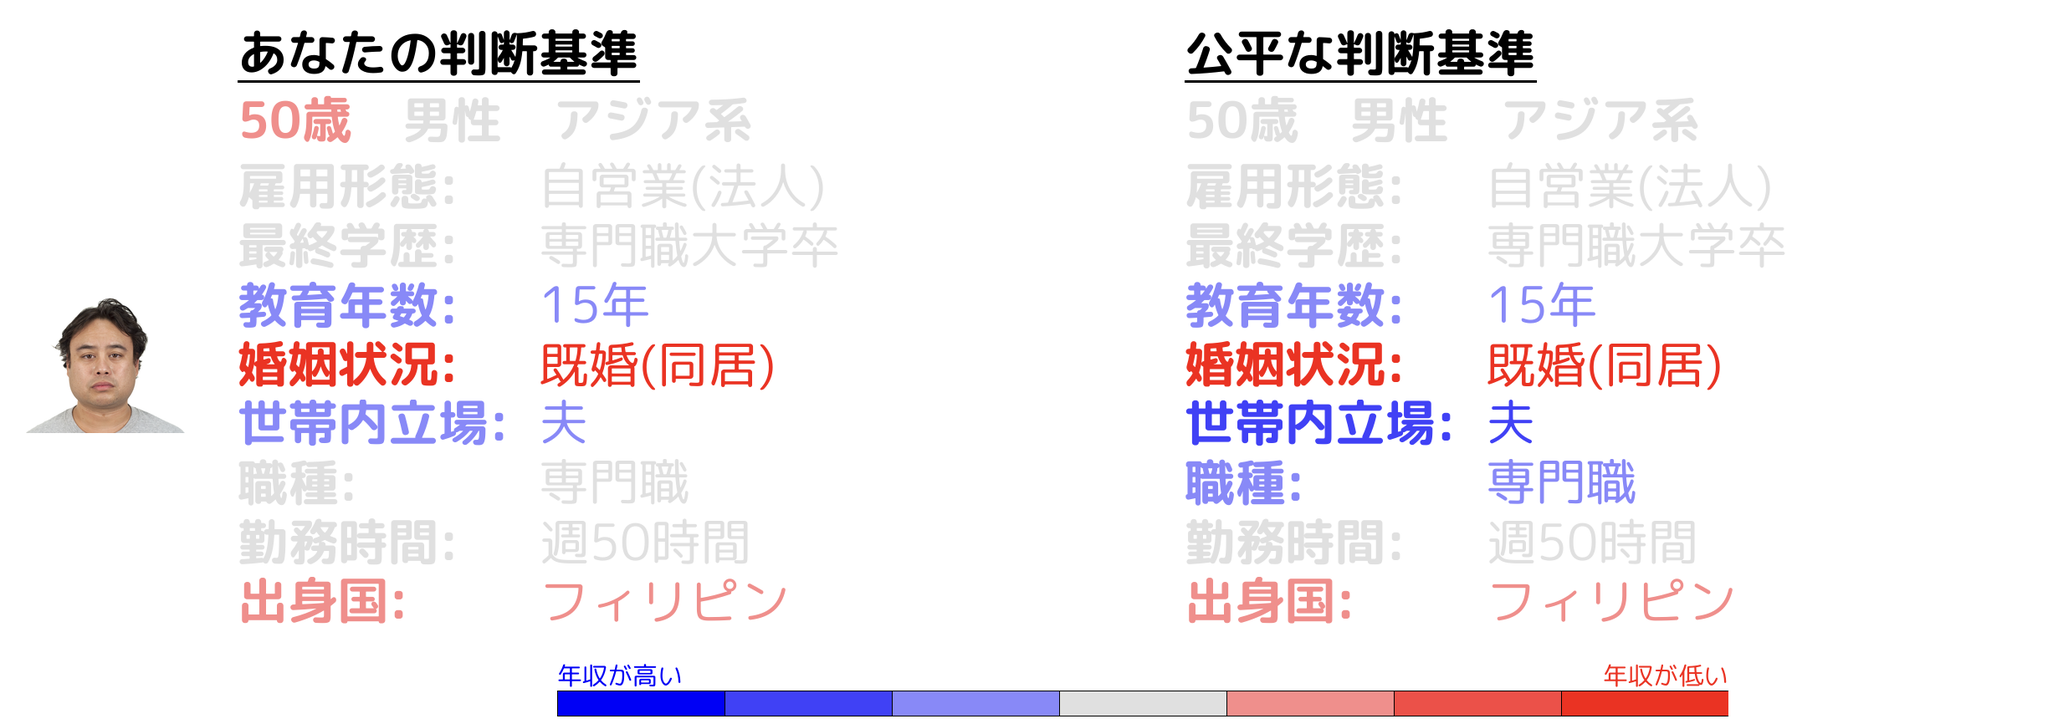 あなたの判断基準
50歳 男性 アジア系
雇用形態: 自営業(法人)
最終学歴: 専門職大学卒
教育年数: 15年
婚姻状況: 既婚(同居)
世帯内立場: 夫
職種: 専門職
勤務時間: 週50時間
出身国: フィリピン
公平な判断基準
50歳 男性 アジア系
雇用形態: 自営業(法人)
最終学歴: 専門職大学卒
教育年数: 15年
婚姻状況: 既婚(同居)
世帯内立場: 夫
職種: 専門職
勤務時間: 週50時間
出身国: フィリピン
年収が高い 年収が低い